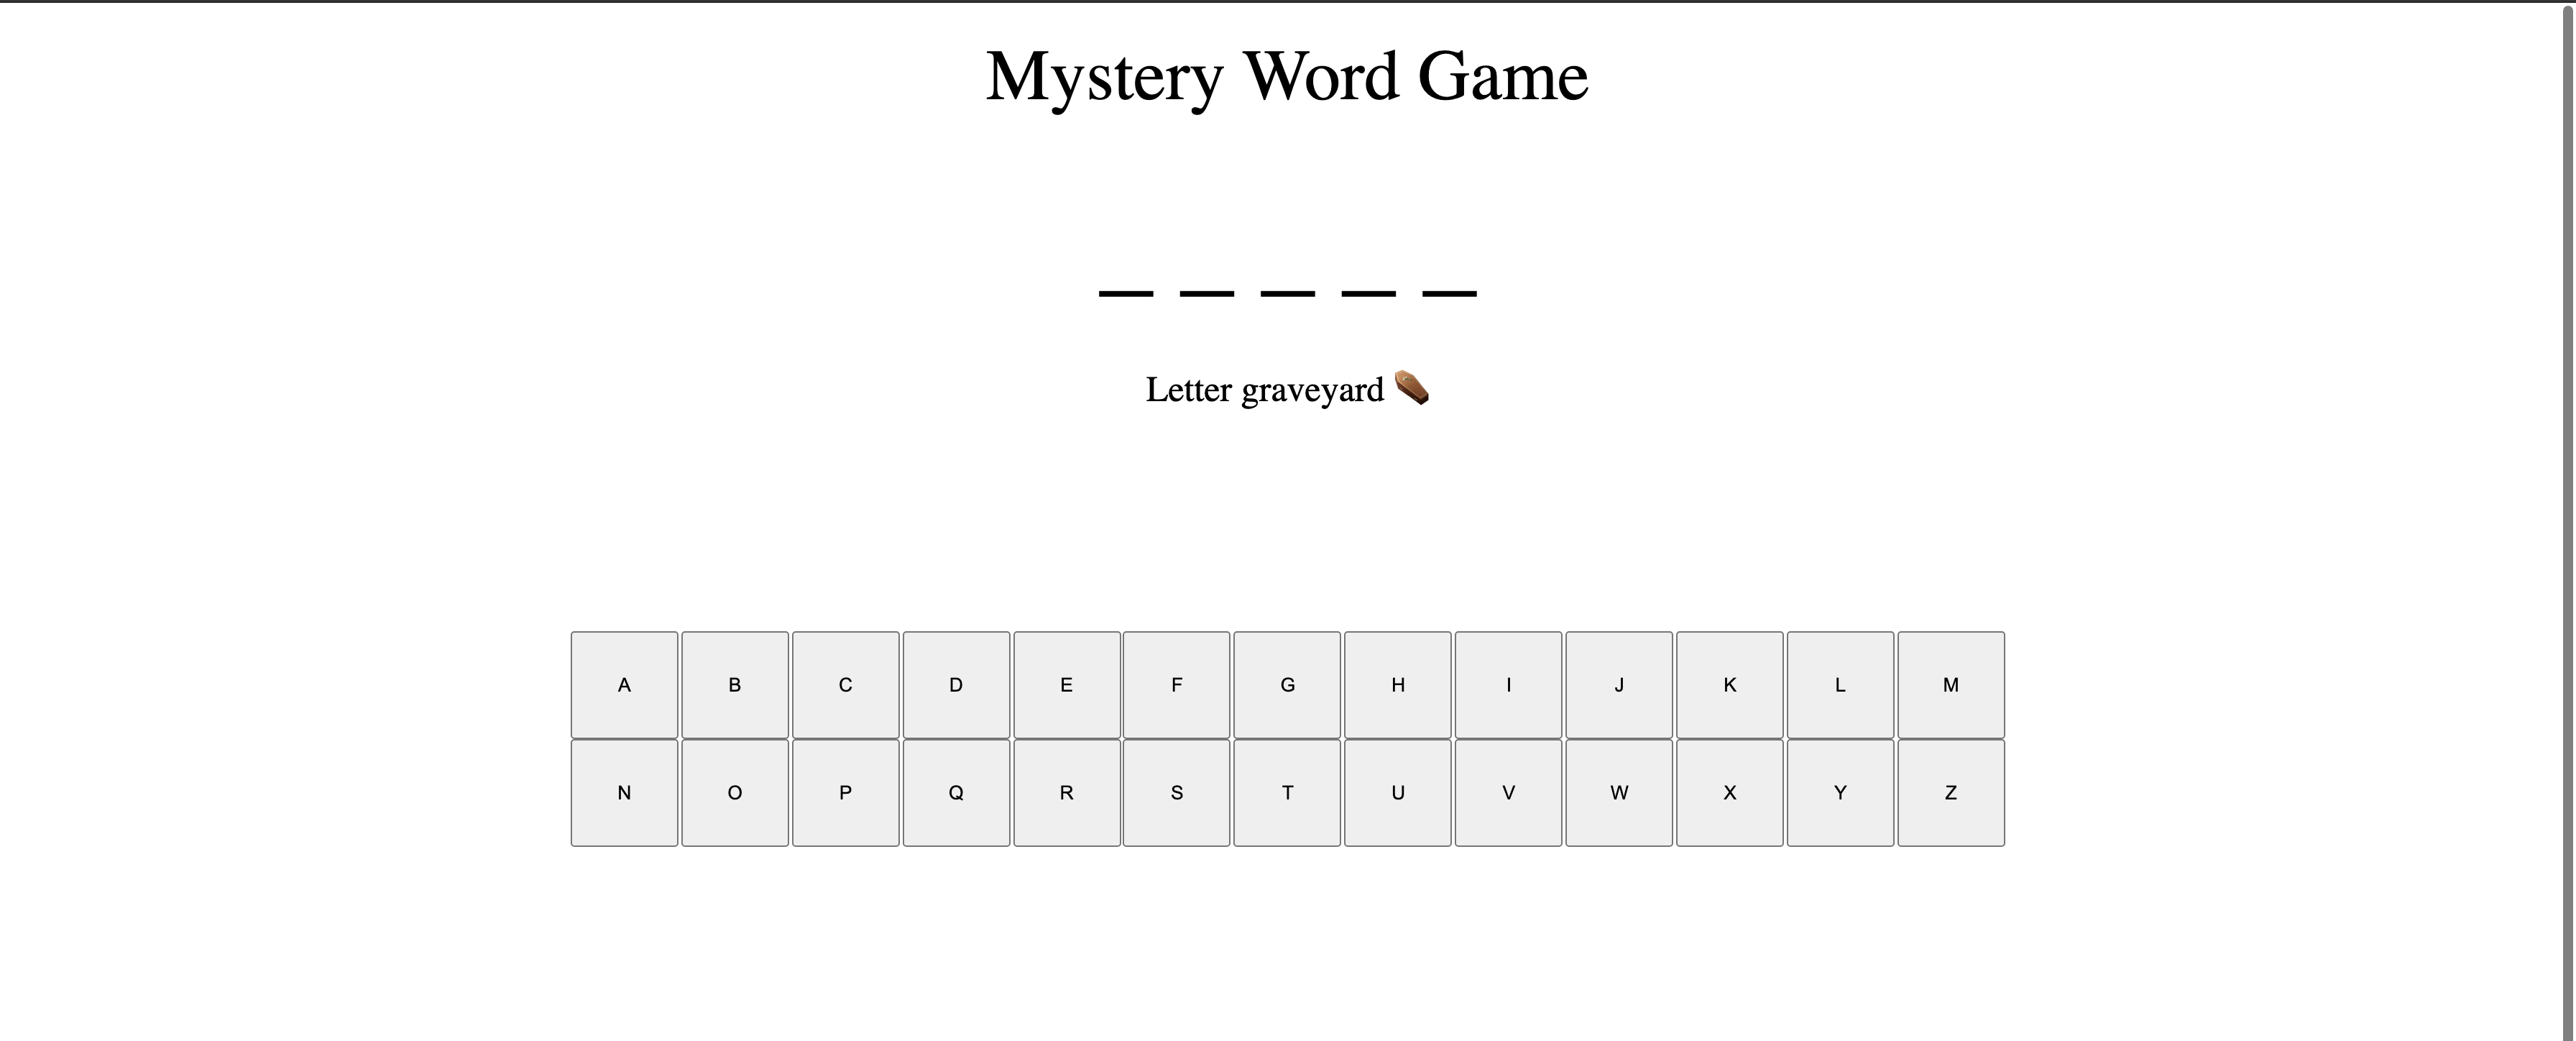 Mystery Word Game
_ _ _ _ _
Letter graveyard ⚰️
A B C D E F G H I J K L M
N O P Q R S T U V W X Y Z